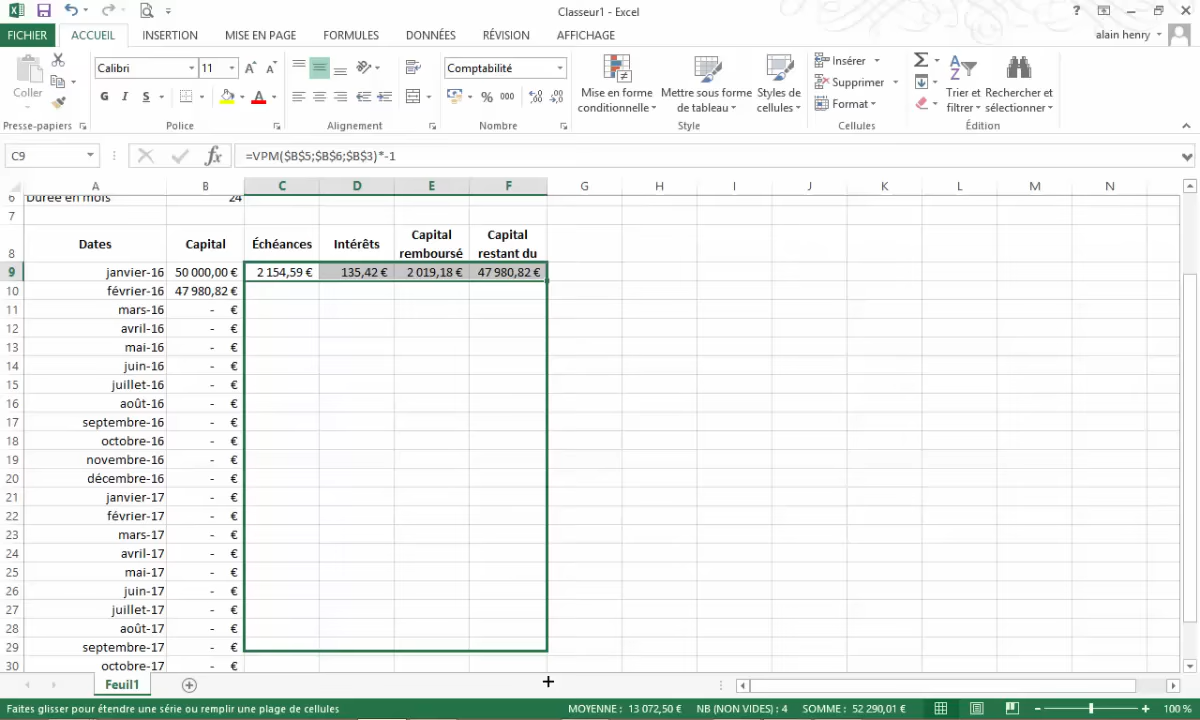 Classeur1 - Excel
?
FICHIER ACCUEIL INSERTION MISE EN PAGE FORMULES DONNÉES RÉVISION AFFICHAGE alain henry
Coller
Calibri 11
G I S
Comptabilité
% 000
Mise en forme conditionnelle
Mettre sous forme de tableau
Styles de cellules
Insérer
Supprimer
Format
Trier et filtrer
Rechercher et sélectionner
Presse-papiers Police Alignement Nombre Style Cellules Édition
C9 fx =VPM($B$5;$B$6;$B$3)*-1
A B C D E F G H I J K L M N
6 Durée en mois 24
7
8 Dates Capital Échéances Intérêts Capital remboursé Capital restant du
9 janvier-16 50 000,00 € 2 154,59 € 135,42 € 2 019,18 € 47 980,82 €
10 février-16 47 980,82 €
11 mars-16 - €
12 avril-16 - €
13 mai-16 - €
14 juin-16 - €
15 juillet-16 - €
16 août-16 - €
17 septembre-16 - €
18 octobre-16 - €
19 novembre-16 - €
20 décembre-16 - €
21 janvier-17 - €
22 février-17 - €
23 mars-17 - €
24 avril-17 - €
25 mai-17 - €
26 juin-17 - €
27 juillet-17 - €
28 août-17 - €
29 septembre-17 - €
30 octobre-17 - €
Feuil1
Faites glisser pour étendre une série ou remplir une plage de cellules MOYENNE : 13 072,50 € NB (NON VIDES) : 4 SOMME : 52 290,01 € 100 %